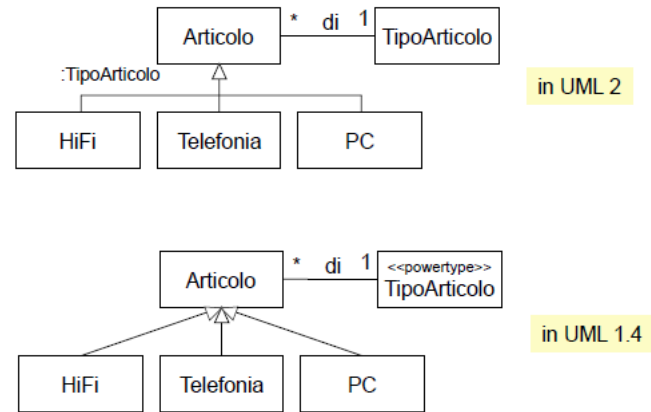 Articolo * di 1 TipoArticolo
:TipoArticolo
in UML 2
HiFi Telefonia PC
Articolo * di 1 <<powertype>>
TipoArticolo
in UML 1.4
HiFi Telefonia PC